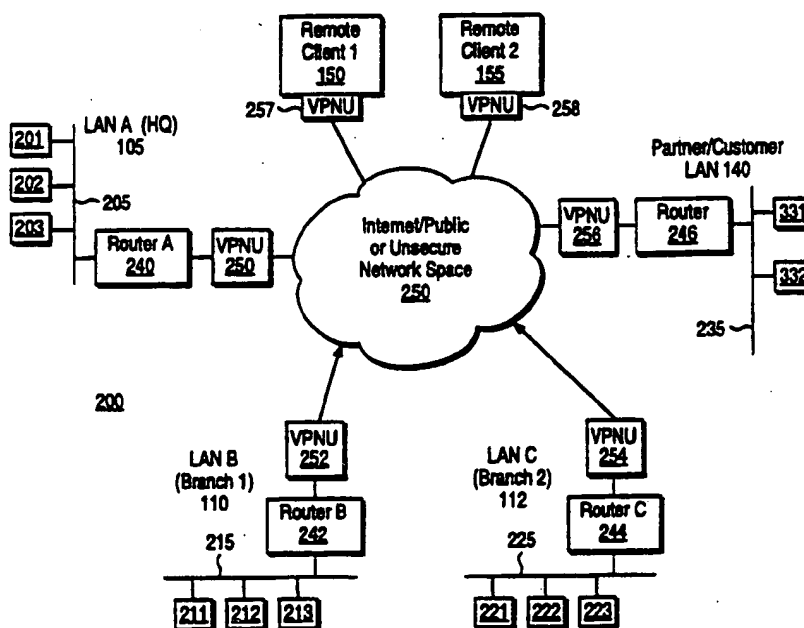 Remote
Client 1
150
VPNU
257
Remote
Client 2
155
VPNU
258
LAN A (HQ)
105
201
202
203
205
Router A
240
VPNU
250
Internet/Public
or Unsecure
Network Space
250
Partner/Customer
LAN 140
VPNU
256
Router
246
331
332
235
200
LAN B
(Branch 1)
110
VPNU
252
Router B
242
215
211
212
213
LAN C
(Branch 2)
112
VPNU
254
Router C
244
225
221
222
223